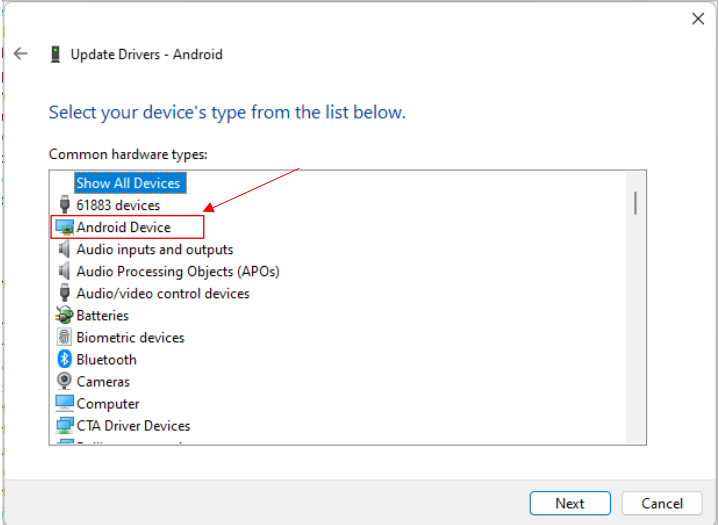 Update Drivers - Android
Select your device's type from the list below.
Common hardware types:
Show All Devices
61883 devices
Android Device
Audio inputs and outputs
Audio Processing Objects (APOs)
Audio/video control devices
Batteries
Biometric devices
Bluetooth
Cameras
Computer
CTA Driver Devices
Next
Cancel